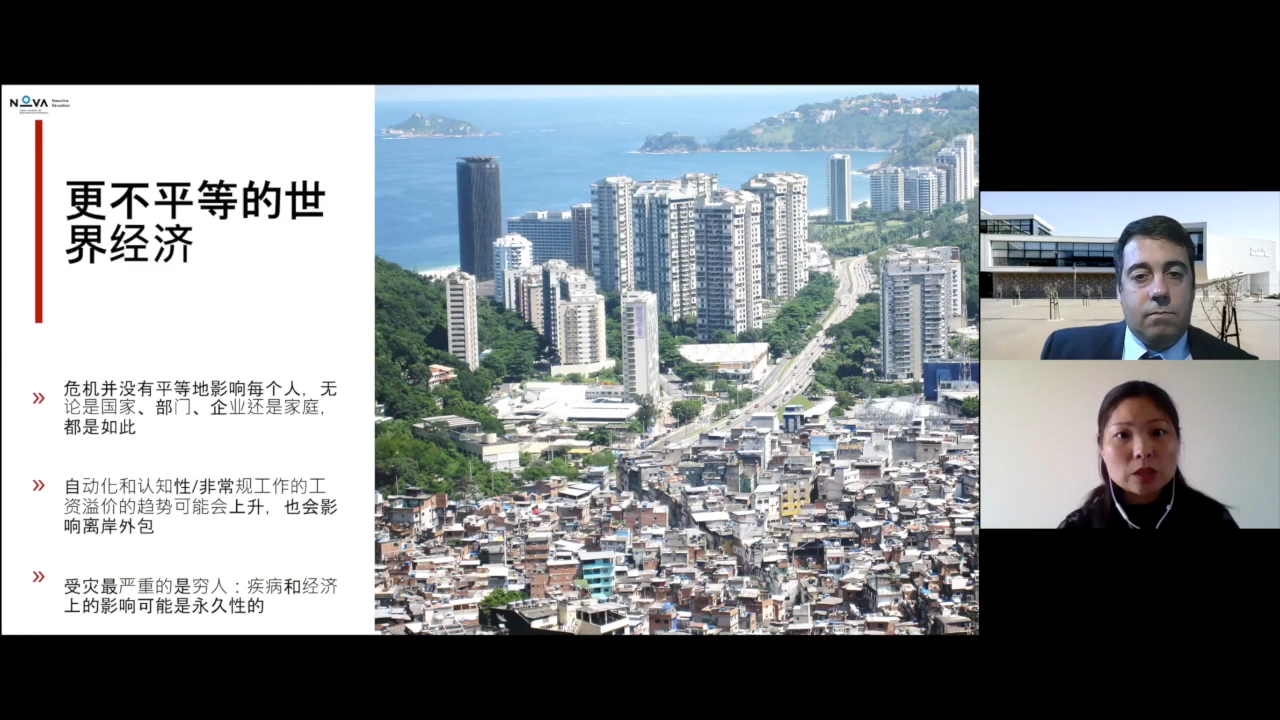 NOVA
Executive
Education
更不平等的世
界经济
» 危机并没有平等地影响每个人，无
论是国家、部门、企业还是家庭，
都是如此
» 自动化和认知性/非常规工作的工
资溢价的趋势可能会上升，也会影
响离岸外包
» 受灾最严重的是穷人：疾病和经济
上的影响可能是永久性的